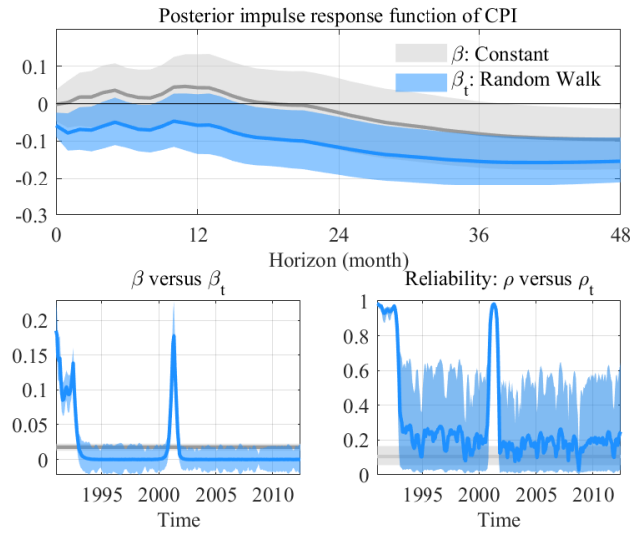 Posterior impulse response function of CPI
β: Constant
βt: Random Walk
0.1
0
-0.1
-0.2
-0.3
0 12 24 36 48
Horizon (month)
β versus βt
0.2
0.15
0.1
0.05
0
1995 2000 2005 2010
Time
Reliability: ρ versus ρt
1
0.8
0.6
0.4
0.2
0
1995 2000 2005 2010
Time